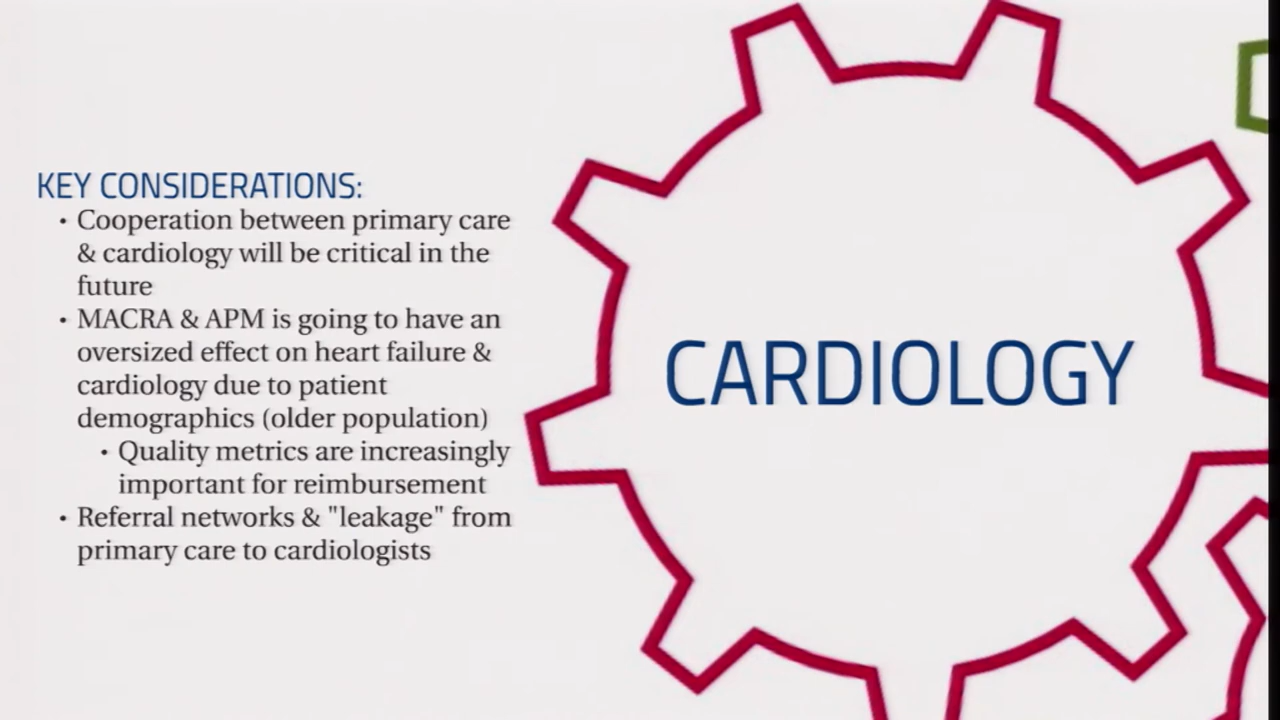 KEY CONSIDERATIONS:
• Cooperation between primary care
& cardiology will be critical in the
future
• MACRA & APM is going to have an
oversized effect on heart failure &
cardiology due to patient
demographics (older population)
• Quality metrics are increasingly
important for reimbursement
• Referral networks & "leakage" from
primary care to cardiologists
CARDIOLOGY